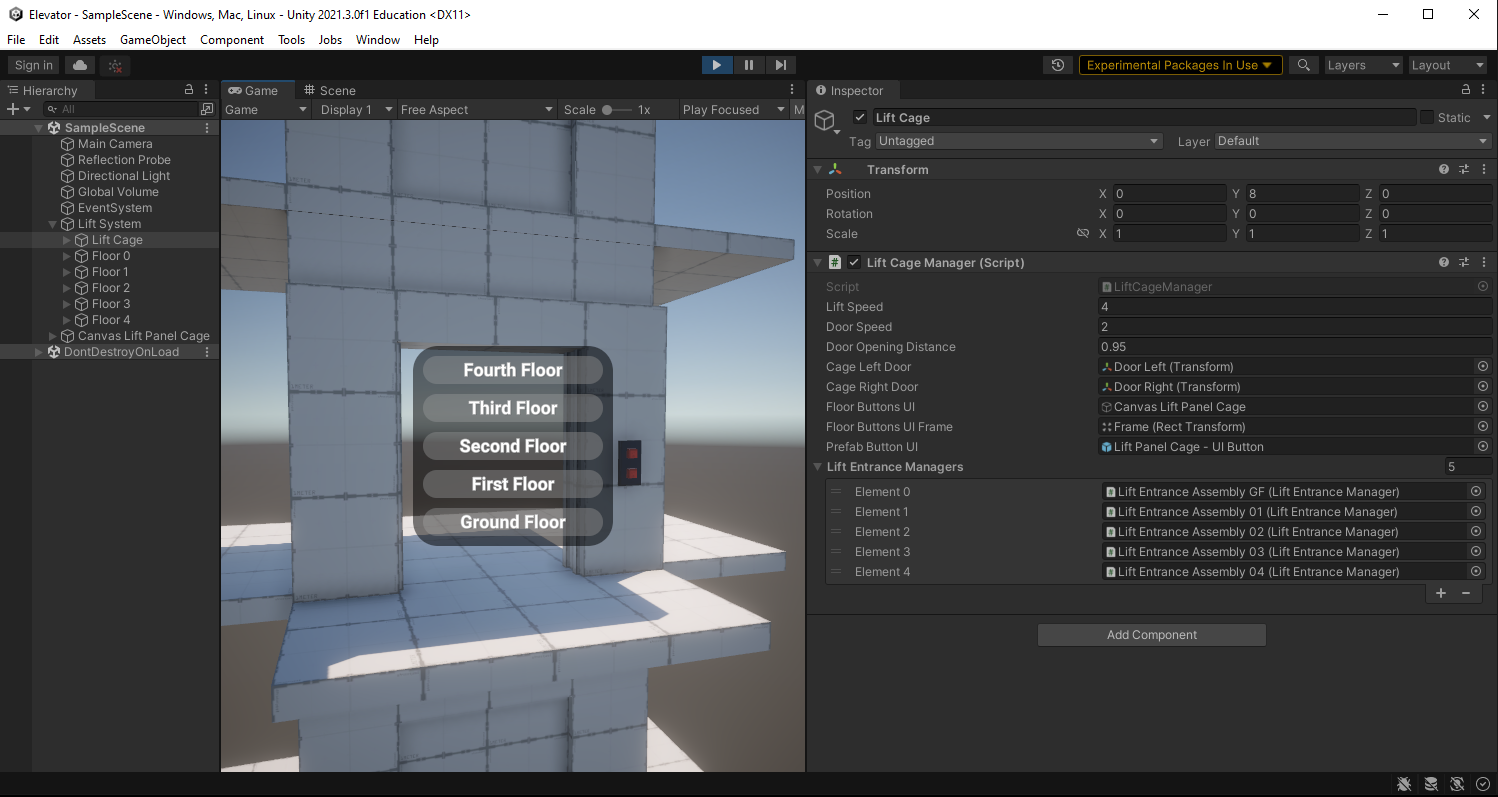 Elevator - SampleScene - Windows, Mac, Linux - Unity 2021.3.0f1 Education <DX11>
File Edit Assets GameObject Component Tools Jobs Window Help
Sign in
Experimental Packages In Use
Layers
Layout
Hierarchy
All
SampleScene
Main Camera
Reflection Probe
Directional Light
Global Volume
EventSystem
Lift System
Lift Cage
Floor 0
Floor 1
Floor 2
Floor 3
Floor 4
Canvas Lift Panel Cage
DontDestroyOnLoad
Game Scene
Game Display 1 Free Aspect Scale 1x Play Focused M
Fourth Floor
Third Floor
Second Floor
First Floor
Ground Floor
Inspector
Lift Cage Static
Tag Untagged Layer Default
Transform
Position X 0 Y 8 Z 0
Rotation X 0 Y 0 Z 0
Scale X 1 Y 1 Z 1
# Lift Cage Manager (Script)
Script LiftCageManager
Lift Speed 4
Door Speed 2
Door Opening Distance 0.95
Cage Left Door Door Left (Transform)
Cage Right Door Door Right (Transform)
Floor Buttons UI Canvas Lift Panel Cage
Floor Buttons UI Frame Frame (Rect Transform)
Prefab Button UI Lift Panel Cage - UI Button
Lift Entrance Managers 5
Element 0 Lift Entrance Assembly GF (Lift Entrance Manager)
Element 1 Lift Entrance Assembly 01 (Lift Entrance Manager)
Element 2 Lift Entrance Assembly 02 (Lift Entrance Manager)
Element 3 Lift Entrance Assembly 03 (Lift Entrance Manager)
Element 4 Lift Entrance Assembly 04 (Lift Entrance Manager)
+ -
Add Component